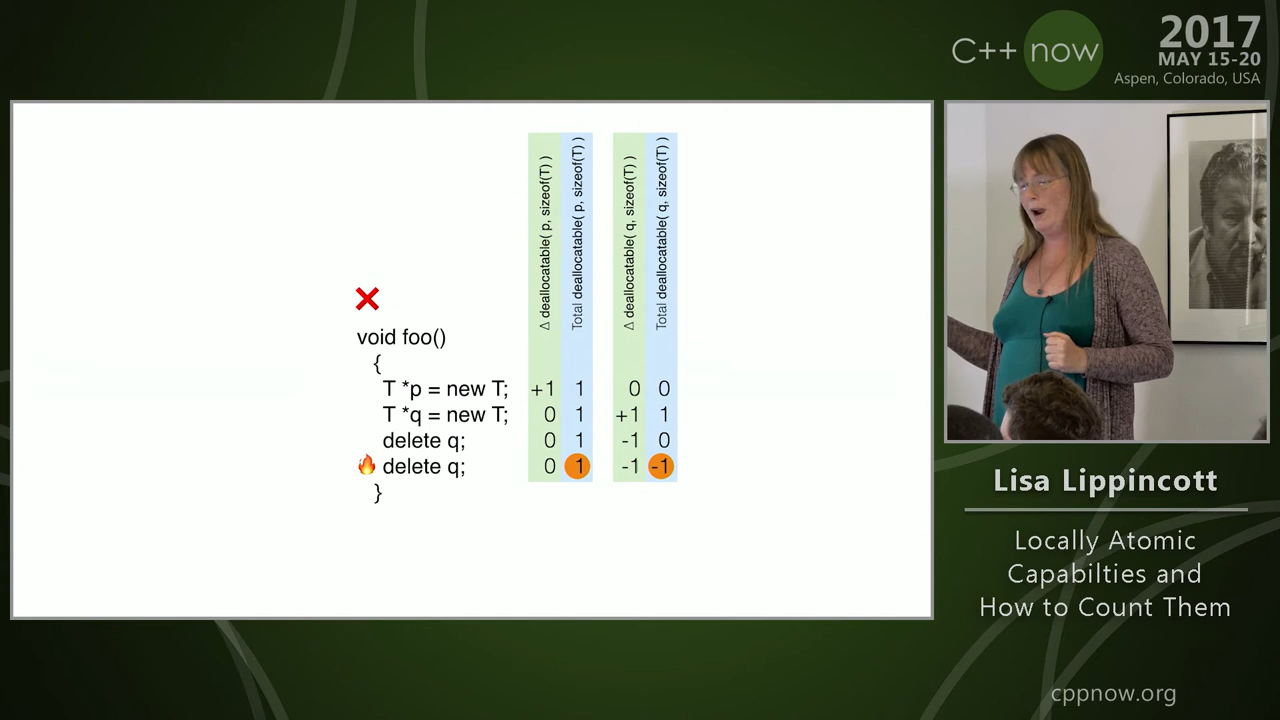 C++ now
2017
MAY 15-20
Aspen, Colorado, USA
Δ deallocatable( p, sizeof(T) )
Total deallocatable( p, sizeof(T) )
Δ deallocatable( q, sizeof(T) )
Total deallocatable( q, sizeof(T) )
void foo()
{
T *p = new T; +1 1 0 0
T *q = new T; 0 1 +1 1
delete q; 0 1 -1 0
delete q; 0 1 -1 -1
}
Lisa Lippincott
Locally Atomic
Capabilties and
How to Count Them
cppnow.org